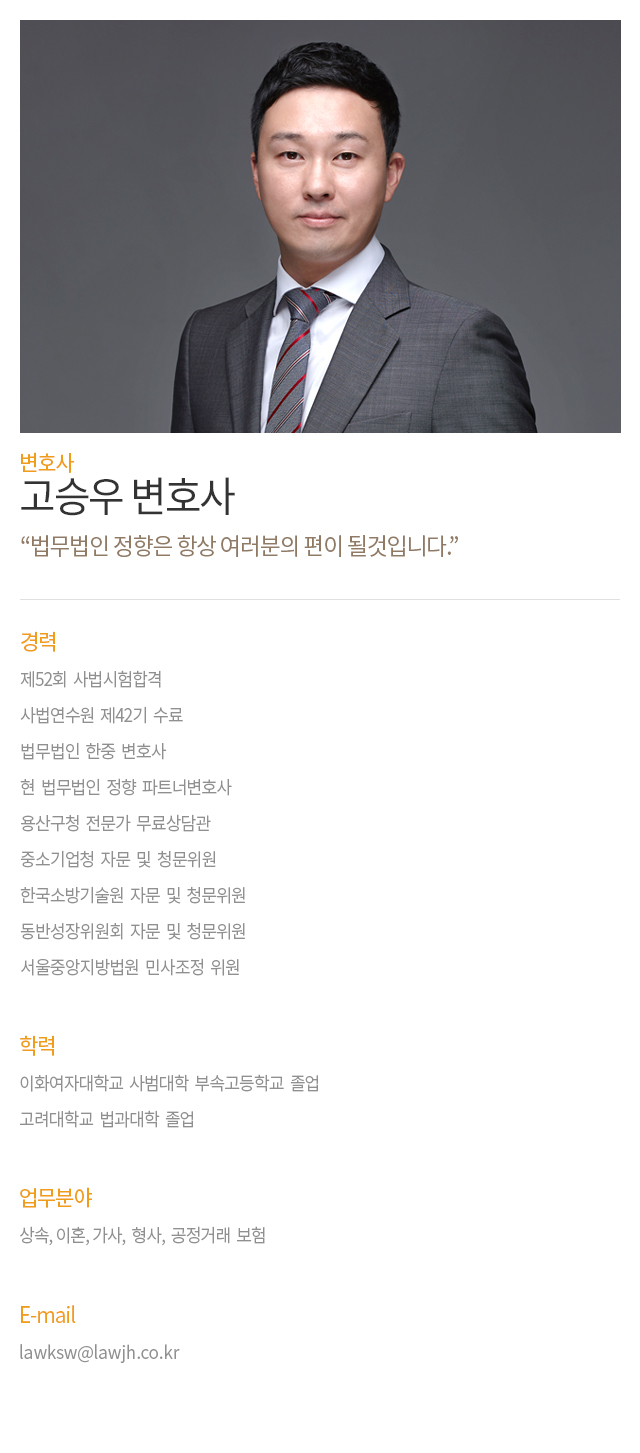 변호사
고승우 변호사
“법무법인 정향은 항상 여러분의 편이 될것입니다.”
경력
제52회 사법시험합격
사법연수원 제42기 수료
법무법인 한중 변호사
현 법무법인 정향 파트너변호사
용산구청 전문가 무료상담관
중소기업청 자문 및 청문위원
한국소방기술원 자문 및 청문위원
동반성장위원회 자문 및 청문위원
서울중앙지방법원 민사조정 위원
학력
이화여자대학교 사범대학 부속고등학교 졸업
고려대학교 법과대학 졸업
업무분야
상속, 이혼, 가사, 형사, 공정거래 보험
E-mail
lawksw@lawjh.co.kr